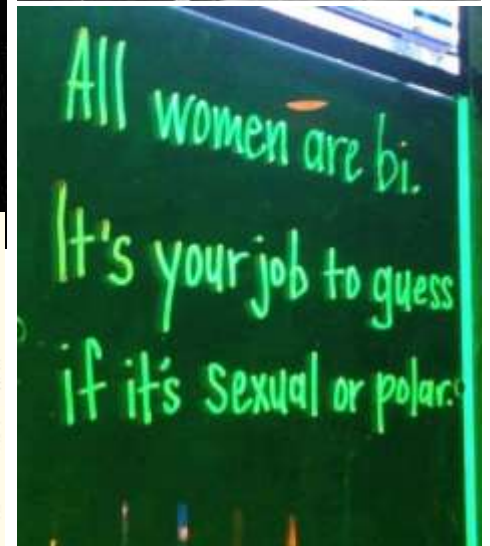 All women are bi.
It's your job to guess
if it's sexual or polar.